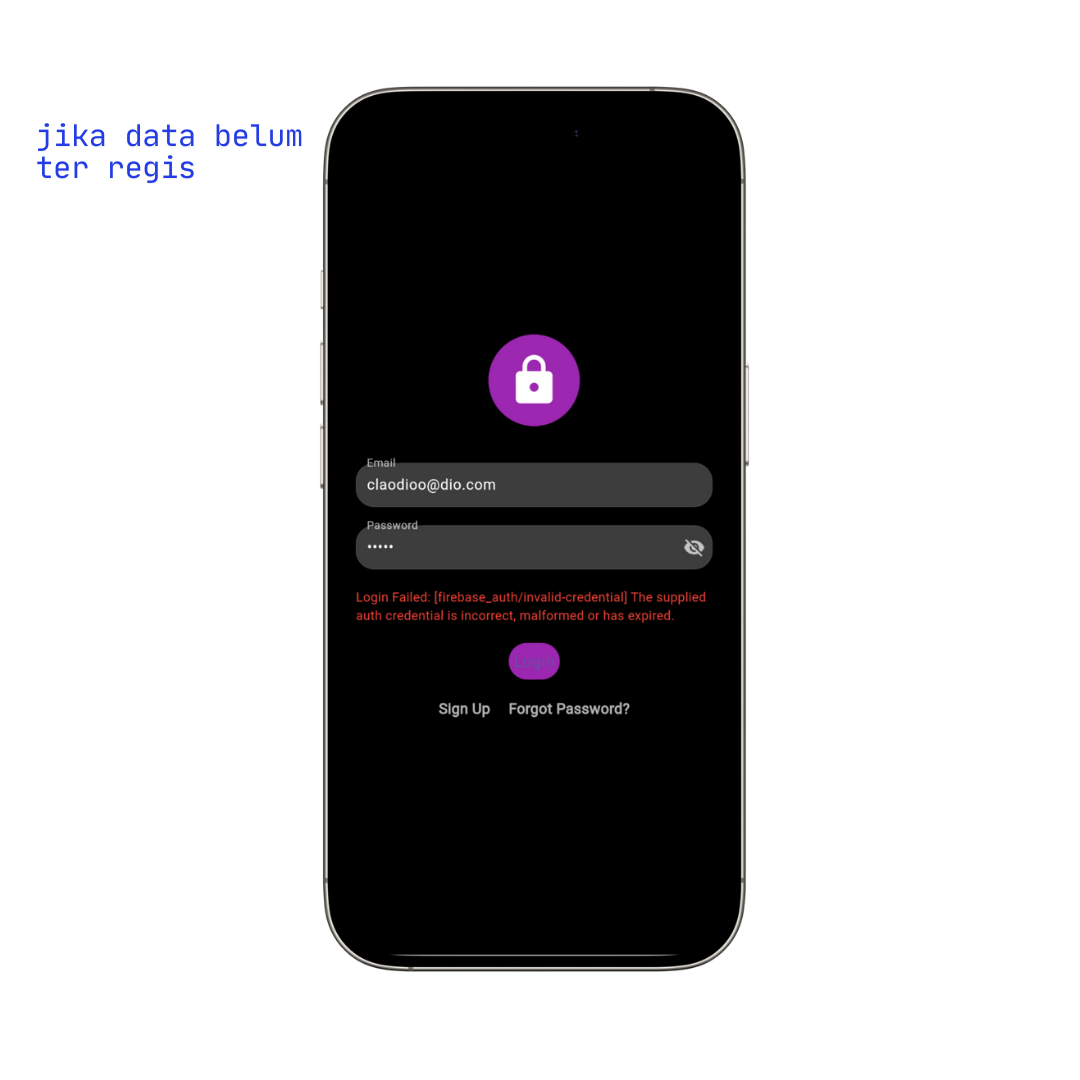 jika data belum
ter regis
Email
claodioo@dio.com
Password
•••••
Login Failed: [firebase_auth/invalid-credential] The supplied
auth credential is incorrect, malformed or has expired.
Login
Sign Up Forgot Password?